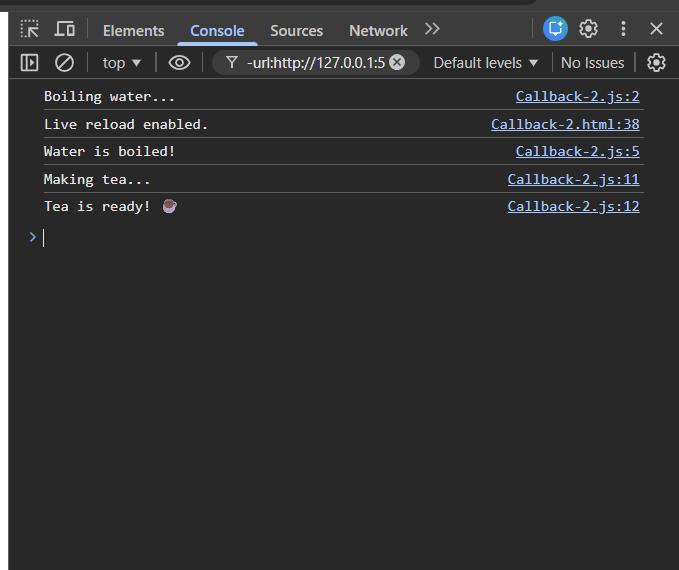 Elements Console Sources Network
top -url:http://127.0.0.1:5 Default levels No Issues
Boiling water... Callback-2.js:2
Live reload enabled. Callback-2.html:38
Water is boiled! Callback-2.js:5
Making tea... Callback-2.js:11
Tea is ready! ☕ Callback-2.js:12